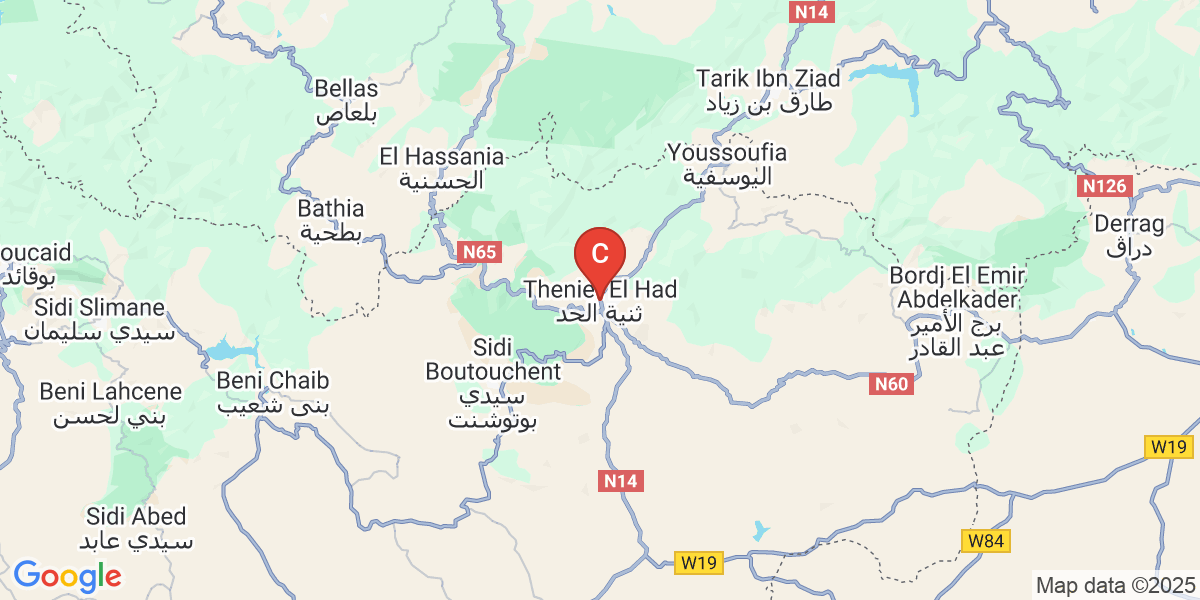 N14
Tarik Ibn Ziad
طارق بن زياد
Bellas
بلعاص
El Hassania
الحسنية
Youssoufia
اليوسفية
N126
Bathia
بطحية
Derrag
دراڨ
N65
C
oucaid
بوقائد
Bordj El Emir
Abdelkader
برج الأمير
عبد القادر
Theniet El Had
ثنية الحد
Sidi Slimane
سيدي سليمان
Sidi
Boutouchent
سيدي
بوتوشنت
Beni Chaib
بنى شعيب
N60
Beni Lahcene
بني لحسن
W19
N14
Sidi Abed
سيدي عابد
W84
W19
Google
Map data ©2025